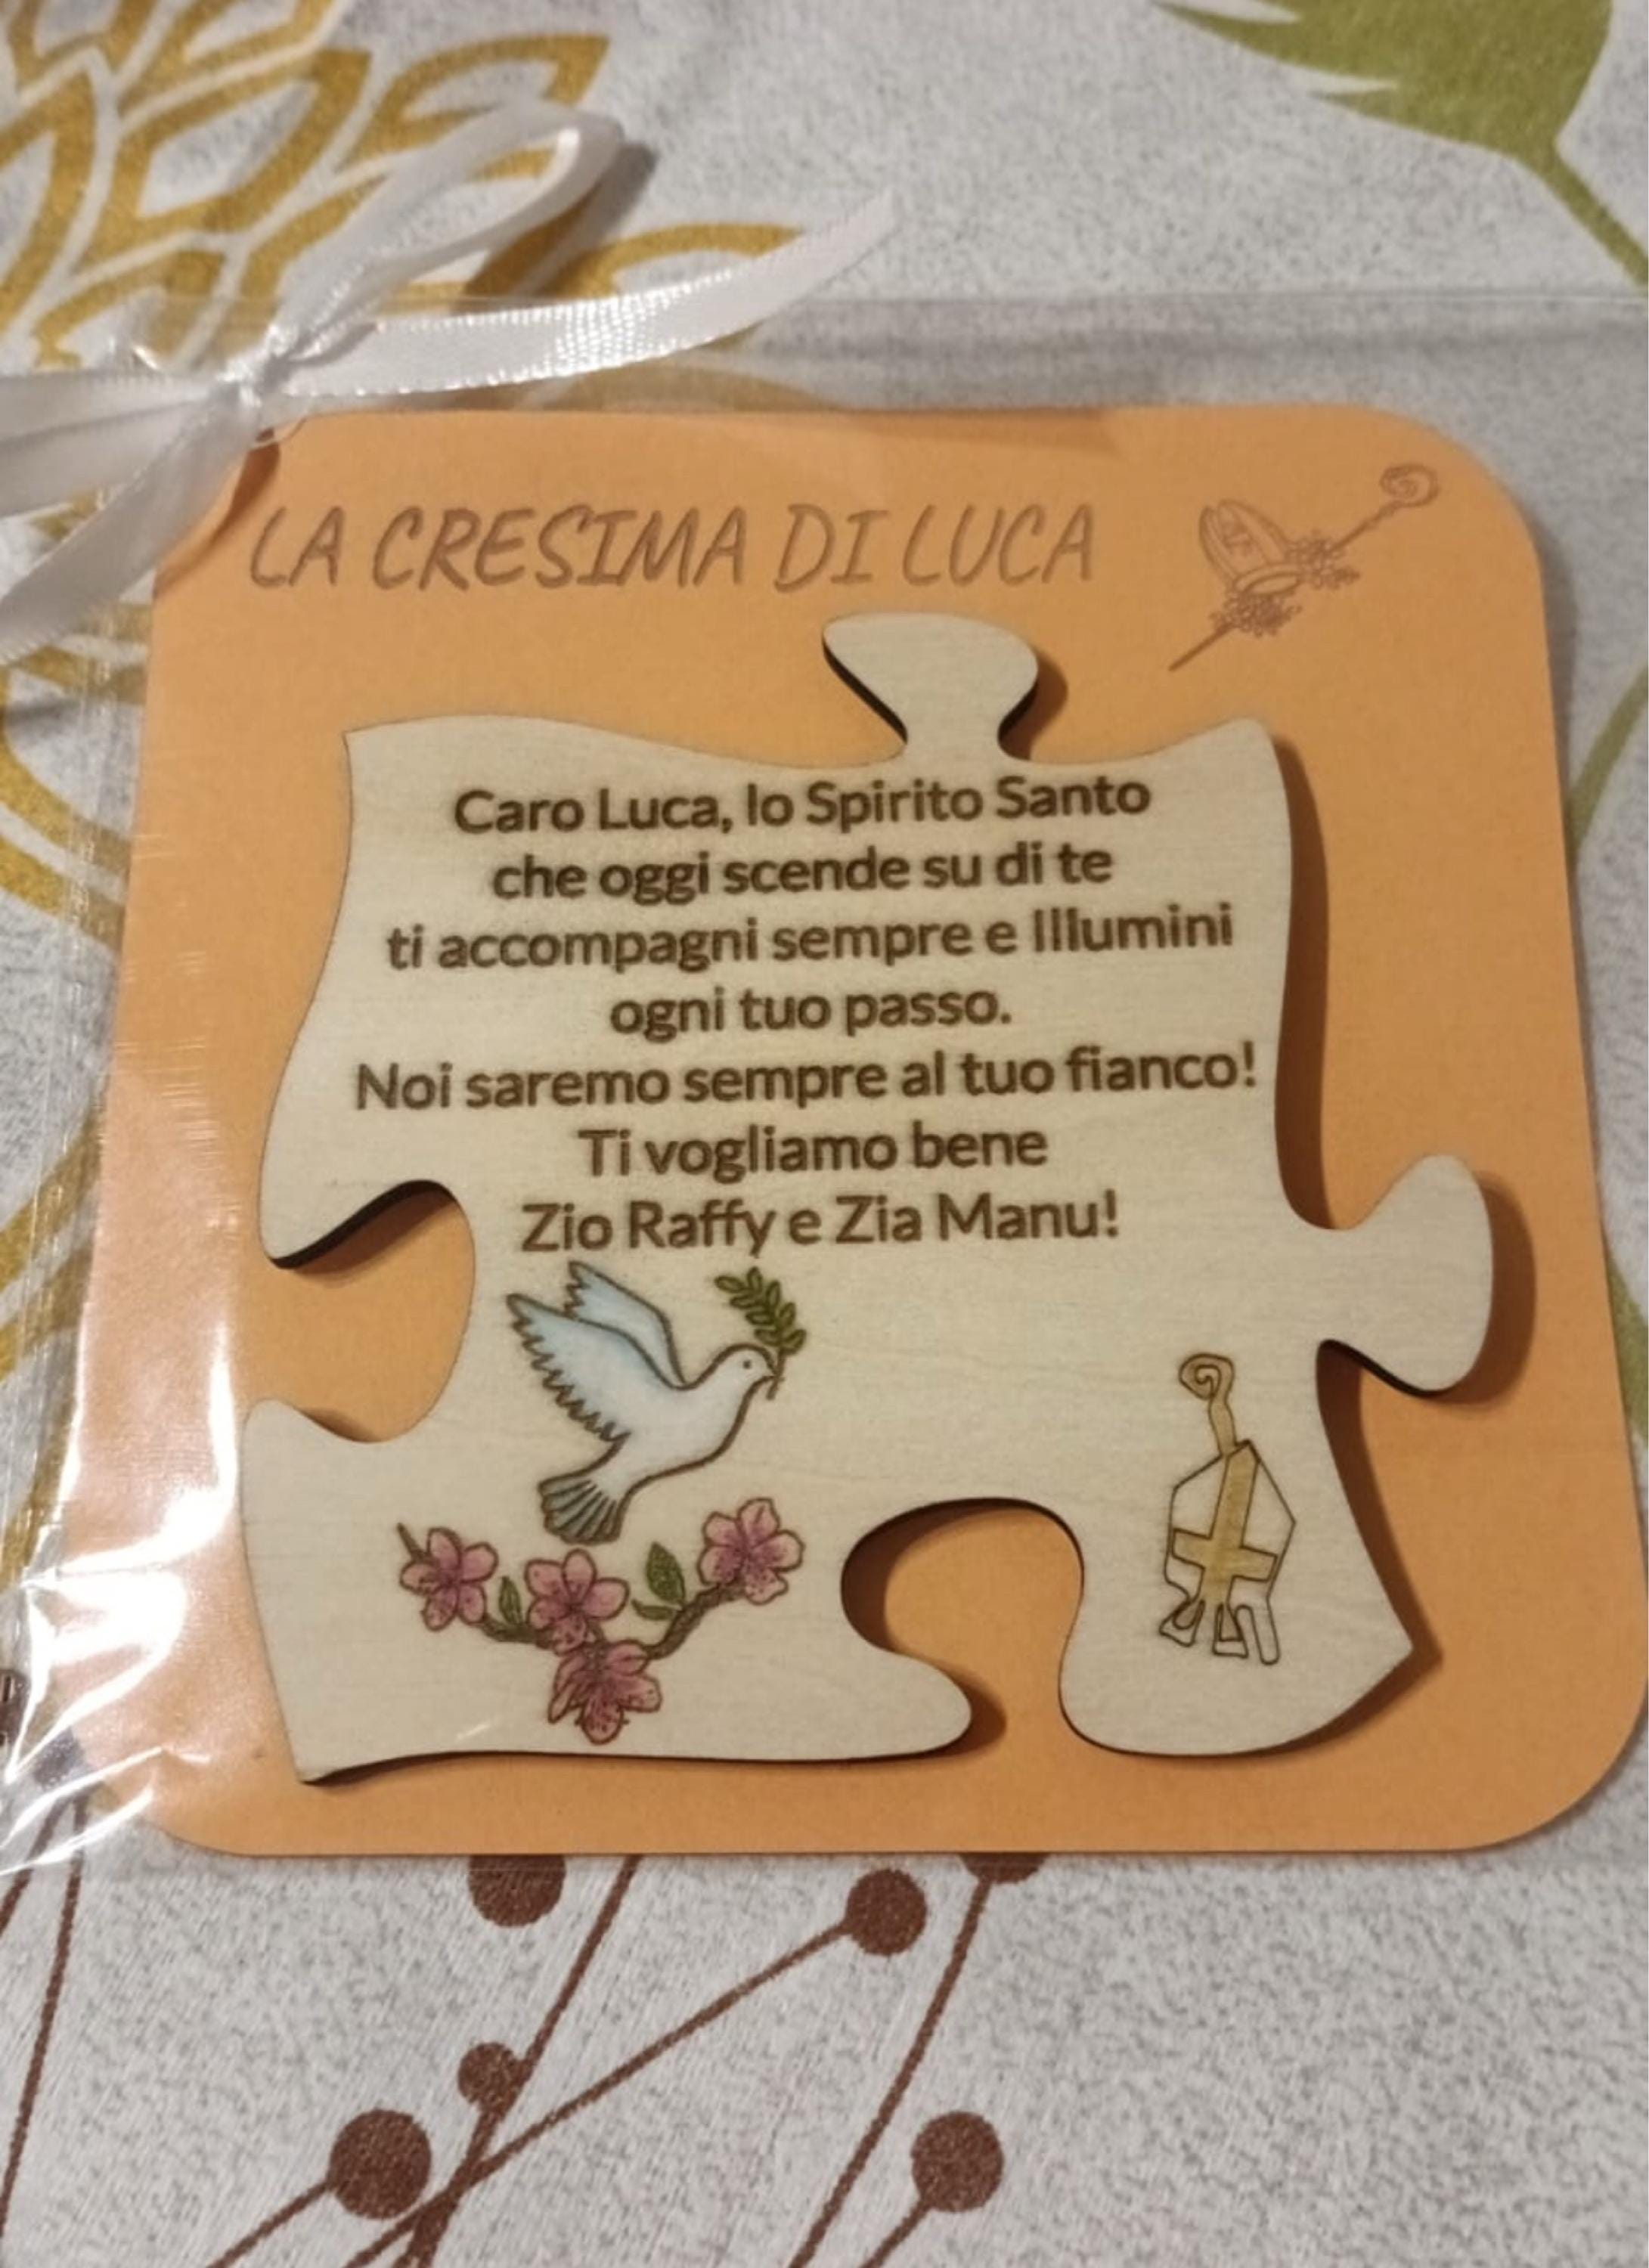 LA CRESIMA DI LUCA
Caro Luca, lo Spirito Santo
che oggi scende su di te
ti accompagni sempre e Illumini
ogni tuo passo.
Noi saremo sempre al tuo fianco!
Ti vogliamo bene
Zio Raffy e Zia Manu!